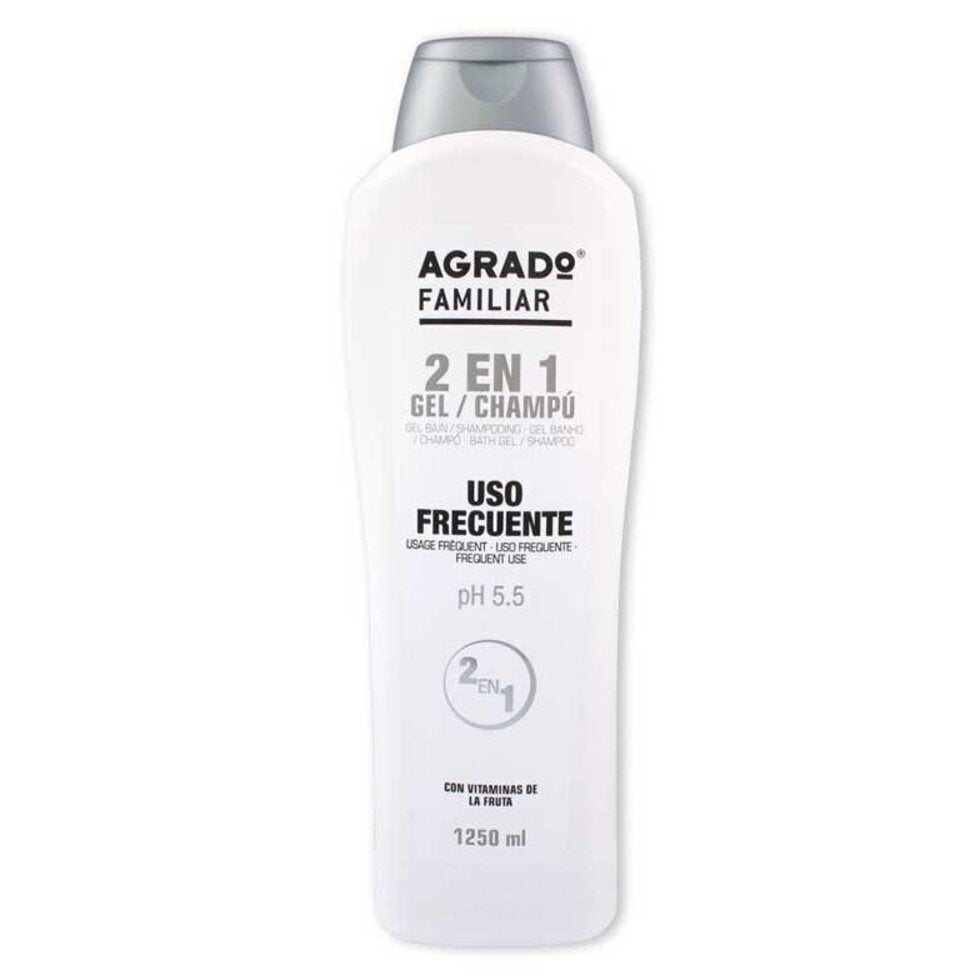 AGRADO®
FAMILIAR
2 EN 1
GEL / CHAMPÚ
GEL BAIN / SHAMPOOING · GEL BANHO
/ CHAMPÔ · BATH GEL / SHAMPOO
USO
FRECUENTE
USAGE FRÉQUENT · USO FREQUENTE ·
FREQUENT USE
pH 5.5
2 EN 1
CON VITAMINAS DE
LA FRUTA
1250 ml